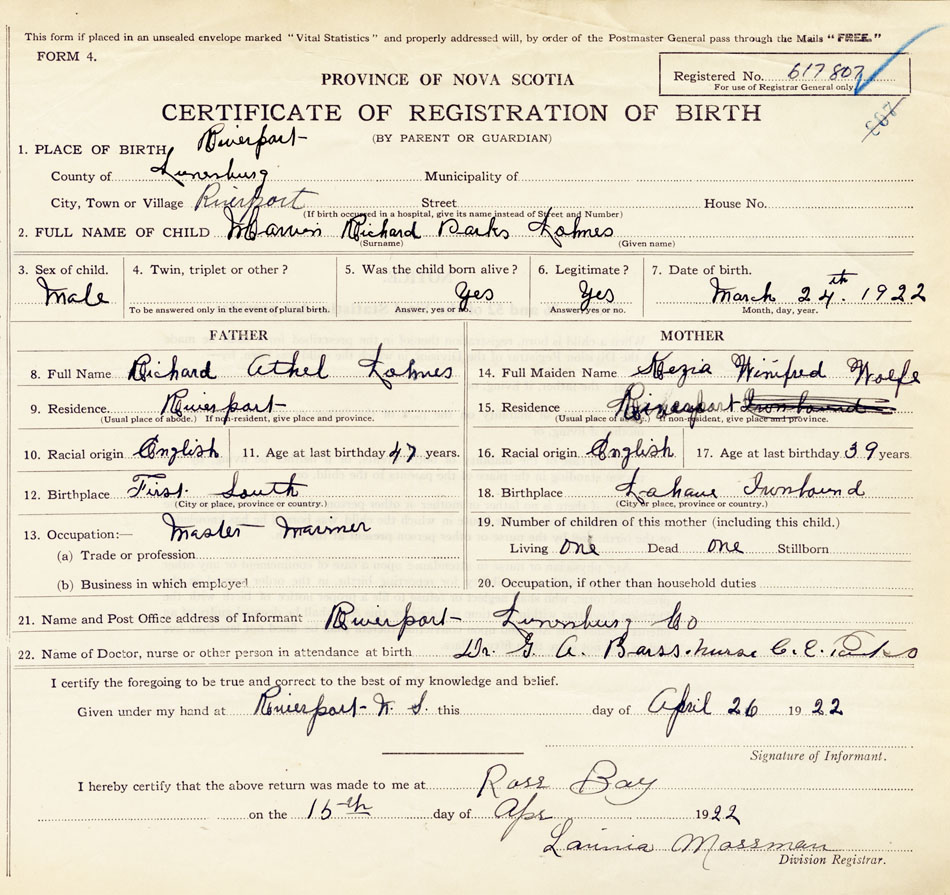 This form if placed in an unsealed envelope marked "Vital Statistics" and properly addressed will, by order of the Postmaster General pass through the Mails "FREE."
FORM 4.
PROVINCE OF NOVA SCOTIA
Registered No. 617807
For use of Registrar General only
CERTIFICATE OF REGISTRATION OF BIRTH
807
(BY PARENT OR GUARDIAN)
1. PLACE OF BIRTH Riverport
County of Lunenburg Municipality of
City, Town or Village Riverport Street House No.
(If birth occurred in a hospital, give its name instead of Street and Number)
2. FULL NAME OF CHILD Marven Richard Parks Lohnes
(Surname) (Given name)
3. Sex of child. 4. Twin, triplet or other? 5. Was the child born alive? 6. Legitimate? 7. Date of birth.
Male Yes Yes March 24th. 1922
To be answered only in the event of plural birth. Answer, yes or no. Answer, yes or no. Month, day, year.
FATHER MOTHER
8. Full Name Richard Athel Lohnes 14. Full Maiden Name Kezia Winifred Wolfe
9. Residence. Riverport 15. Residence Riverport Ironbound
(Usual place of abode.) If non-resident, give place and province. (Usual place of abode.) If non-resident, give place and province.
10. Racial origin English 11. Age at last birthday 47 years. 16. Racial origin English 17. Age at last birthday 39 years
12. Birthplace First South 18. Birthplace Lahave Ironbound
(City or place, province or country.) (City or place, province or country.)
13. Occupation:— Master Mariner 19. Number of children of this mother (including this child.)
(a) Trade or profession Living one Dead one Stillborn
(b) Business in which employed 20. Occupation, if other than household duties
21. Name and Post Office address of Informant Riverport Lunenburg Co
22. Name of Doctor, nurse or other person in attendance at birth Dr. G. A. Barss. nurse C. E.
I certify the foregoing to be true and correct to the best of my knowledge and belief.
Given under my hand at Riverport N. S. this day of April 26 1922
Signature of Informant.
I hereby certify that the above return was made to me at Rose Bay
on the 15th day of Apr 1922
Lavinia Mossman
Division Registrar.